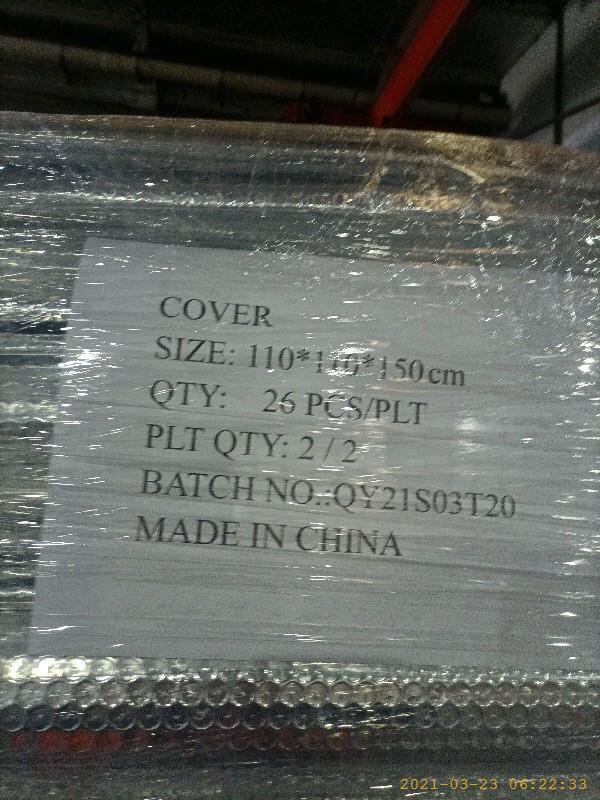 COVER
SIZE: 110*110*150cm
QTY: 26 PCS/PLT
PLT QTY: 2 / 2
BATCH NO.:QY21S03T20
MADE IN CHINA
2021-03-23 06:22:33